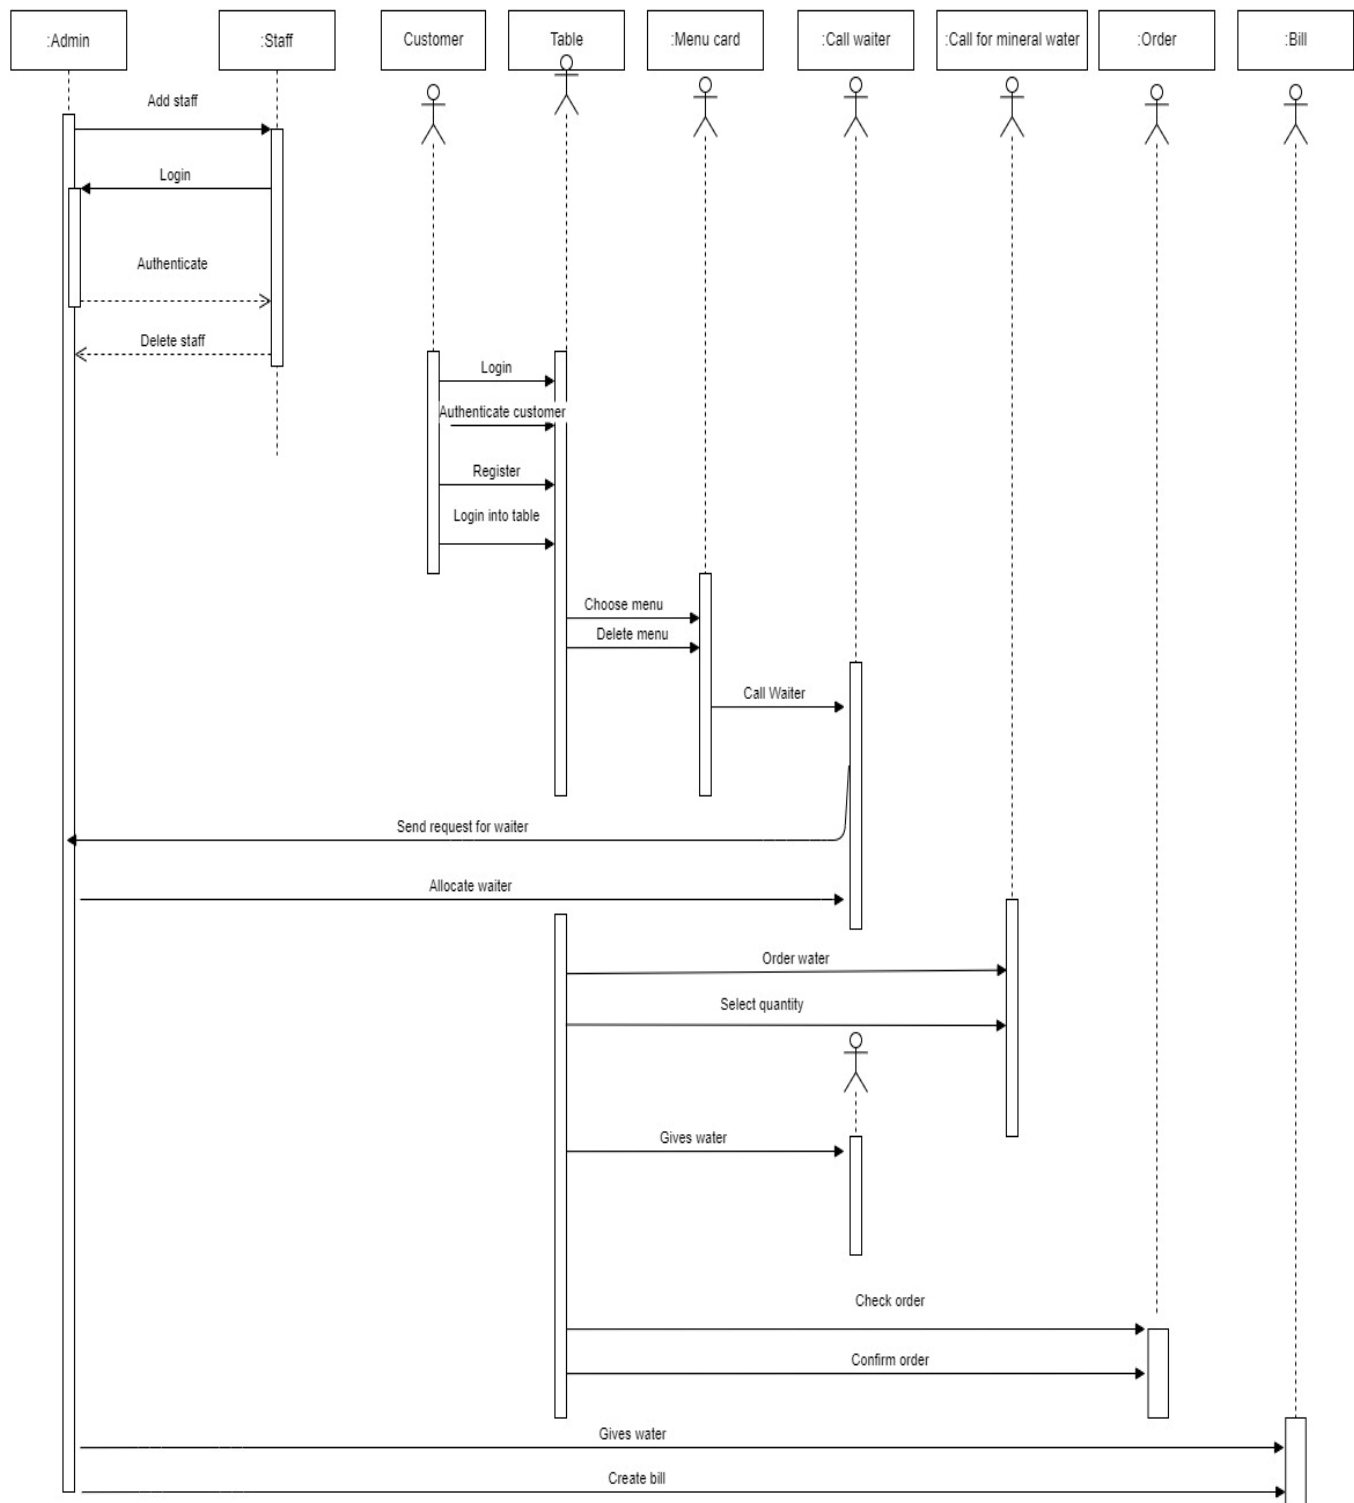 :Admin
:Staff
Customer
Table
:Menu card
:Call waiter
:Call for mineral water
:Order
:Bill
Add staff
Login
Authenticate
Delete staff
Login
Authenticate customer
Register
Login into table
Choose menu
Delete menu
Call Waiter
Send request for waiter
Allocate waiter
Order water
Select quantity
Gives water
Check order
Confirm order
Gives water
Create bill